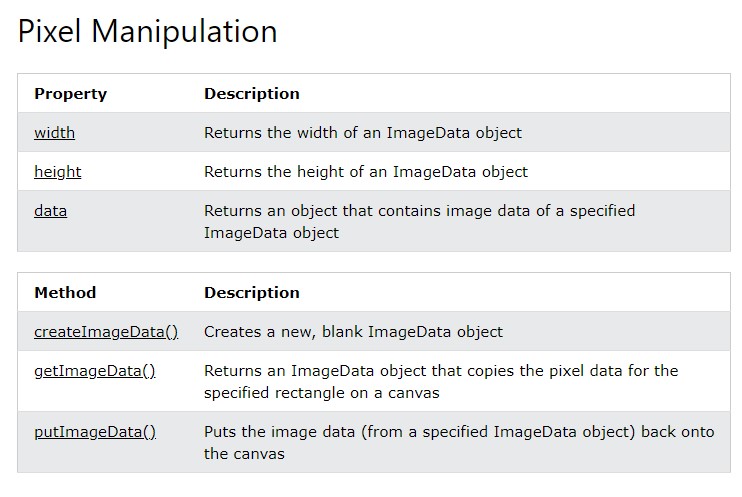 Pixel Manipulation
Property Description
width Returns the width of an ImageData object
height Returns the height of an ImageData object
data Returns an object that contains image data of a specified
ImageData object
Method Description
createImageData() Creates a new, blank ImageData object
getImageData() Returns an ImageData object that copies the pixel data for the
specified rectangle on a canvas
putImageData() Puts the image data (from a specified ImageData object) back onto
the canvas